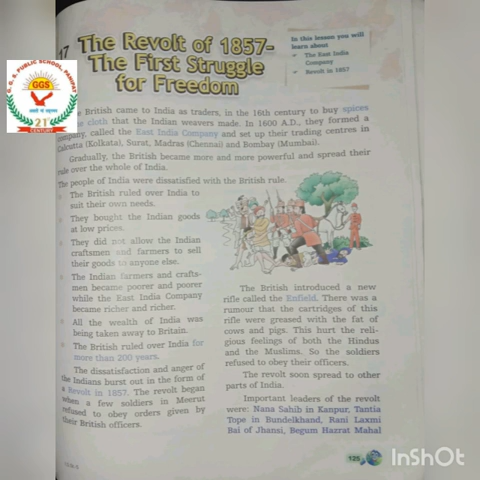 G. G. S. PUBLIC SCHOOL, PANIPAT
GGS
21
CENTURY
17
The Revolt of 1857-
The First Struggle
for Freedom
In this lesson you will
learn about
The East India
Company
Revolt in 1857
British came to India as traders, in the 16th century to buy spices
cloth that the Indian weavers made. In 1600 A.D., they formed a
company, called the East India Company and set up their trading centres in
Calcutta (Kolkata), Surat, Madras (Chennai) and Bombay (Mumbai).
Gradually, the British became more and more powerful and spread their
rule over the whole of India.
The people of India were dissatisfied with the British rule.
The British ruled over India to
suit their own needs.
They bought the Indian goods
at low prices.
They did not allow the Indian
craftsmen and farmers to sell
their goods to anyone else.
The Indian farmers and crafts-
men became poorer and poorer
while the East India Company
became richer and richer.
All the wealth of India was
being taken away to Britain.
The British ruled over India for
more than 200 years.
The dissatisfaction and anger of
the Indians burst out in the form of
a Revolt in 1857. The revolt began
when a few soldiers in Meerut
refused to obey orders given by
their British officers.
The British introduced a new
rifle called the Enfield. There was a
rumour that the cartridges of this
rifle were greased with the fat of
cows and pigs. This hurt the reli-
gious feelings of both the Hindus
and the Muslims. So the soldiers
refused to obey their officers.
The revolt soon spread to other
parts of India.
Important leaders of the revolt
were: Nana Sahib in Kanpur, Tantia
Tope in Bundelkhand, Rani Laxmi
Bai of Jhansi, Begum Hazrat Mahal
125
InShOt